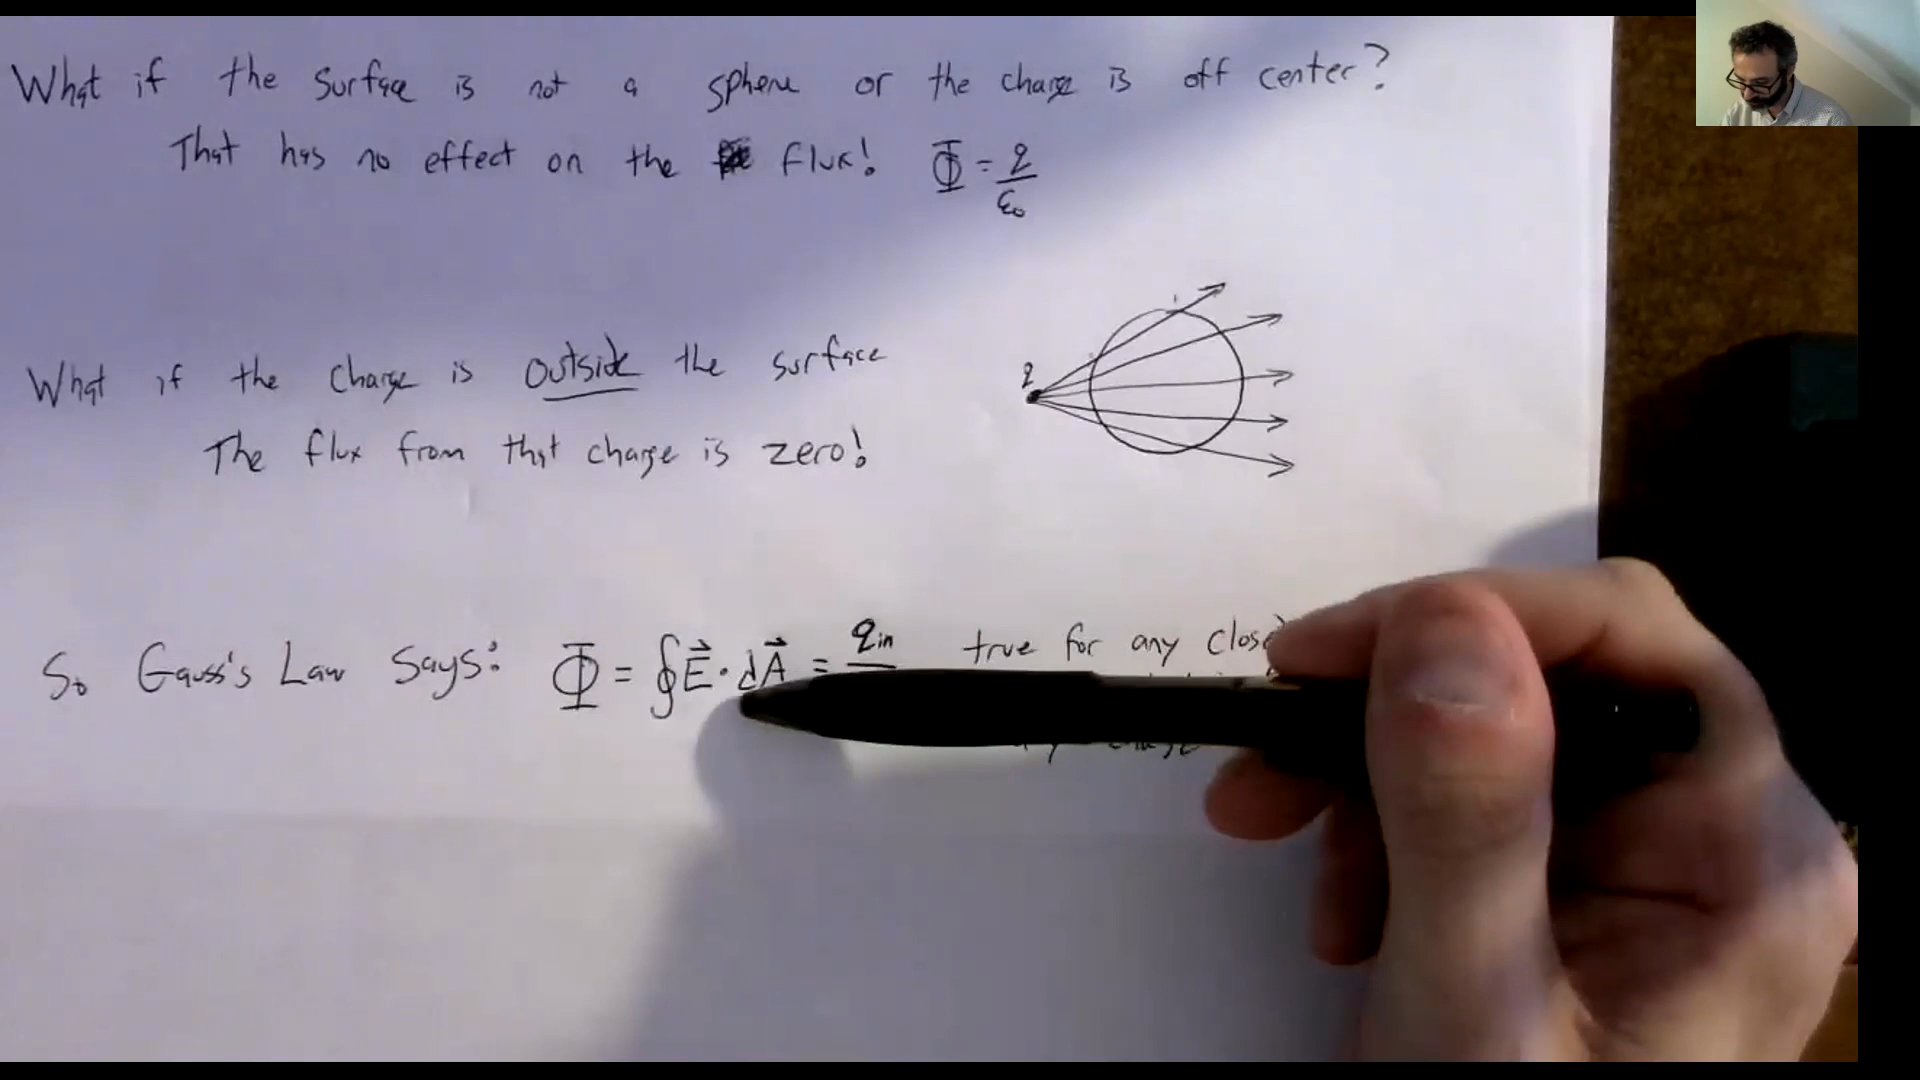 What if the surface is not a sphere or the charge is off center?
That has no effect on the flux! Φ = q/ε₀
q
What if the charge is outside the surface
The flux from that charge is zero!
So Gauss's Law says: Φ = ∮E⃗·dA⃗ = q_in true for any
charge